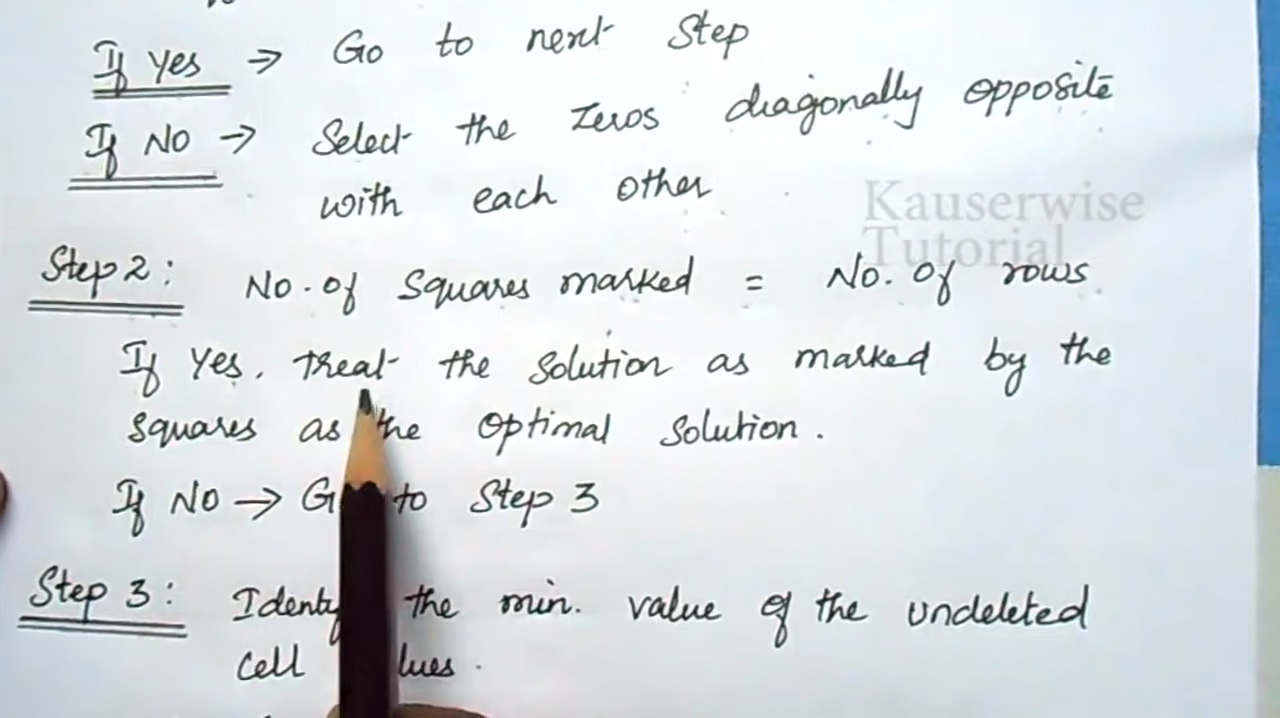 If Yes → Go to next Step
If No → Select the zeros diagonally opposite
with each other
Kauserwise
Tutorial
Step 2 : No. of Squares marked = No. of rows
If Yes, treat the solution as marked by the
squares as the optimal solution.
If No → G to Step 3
Step 3 : the min. value of the undeleted
cell